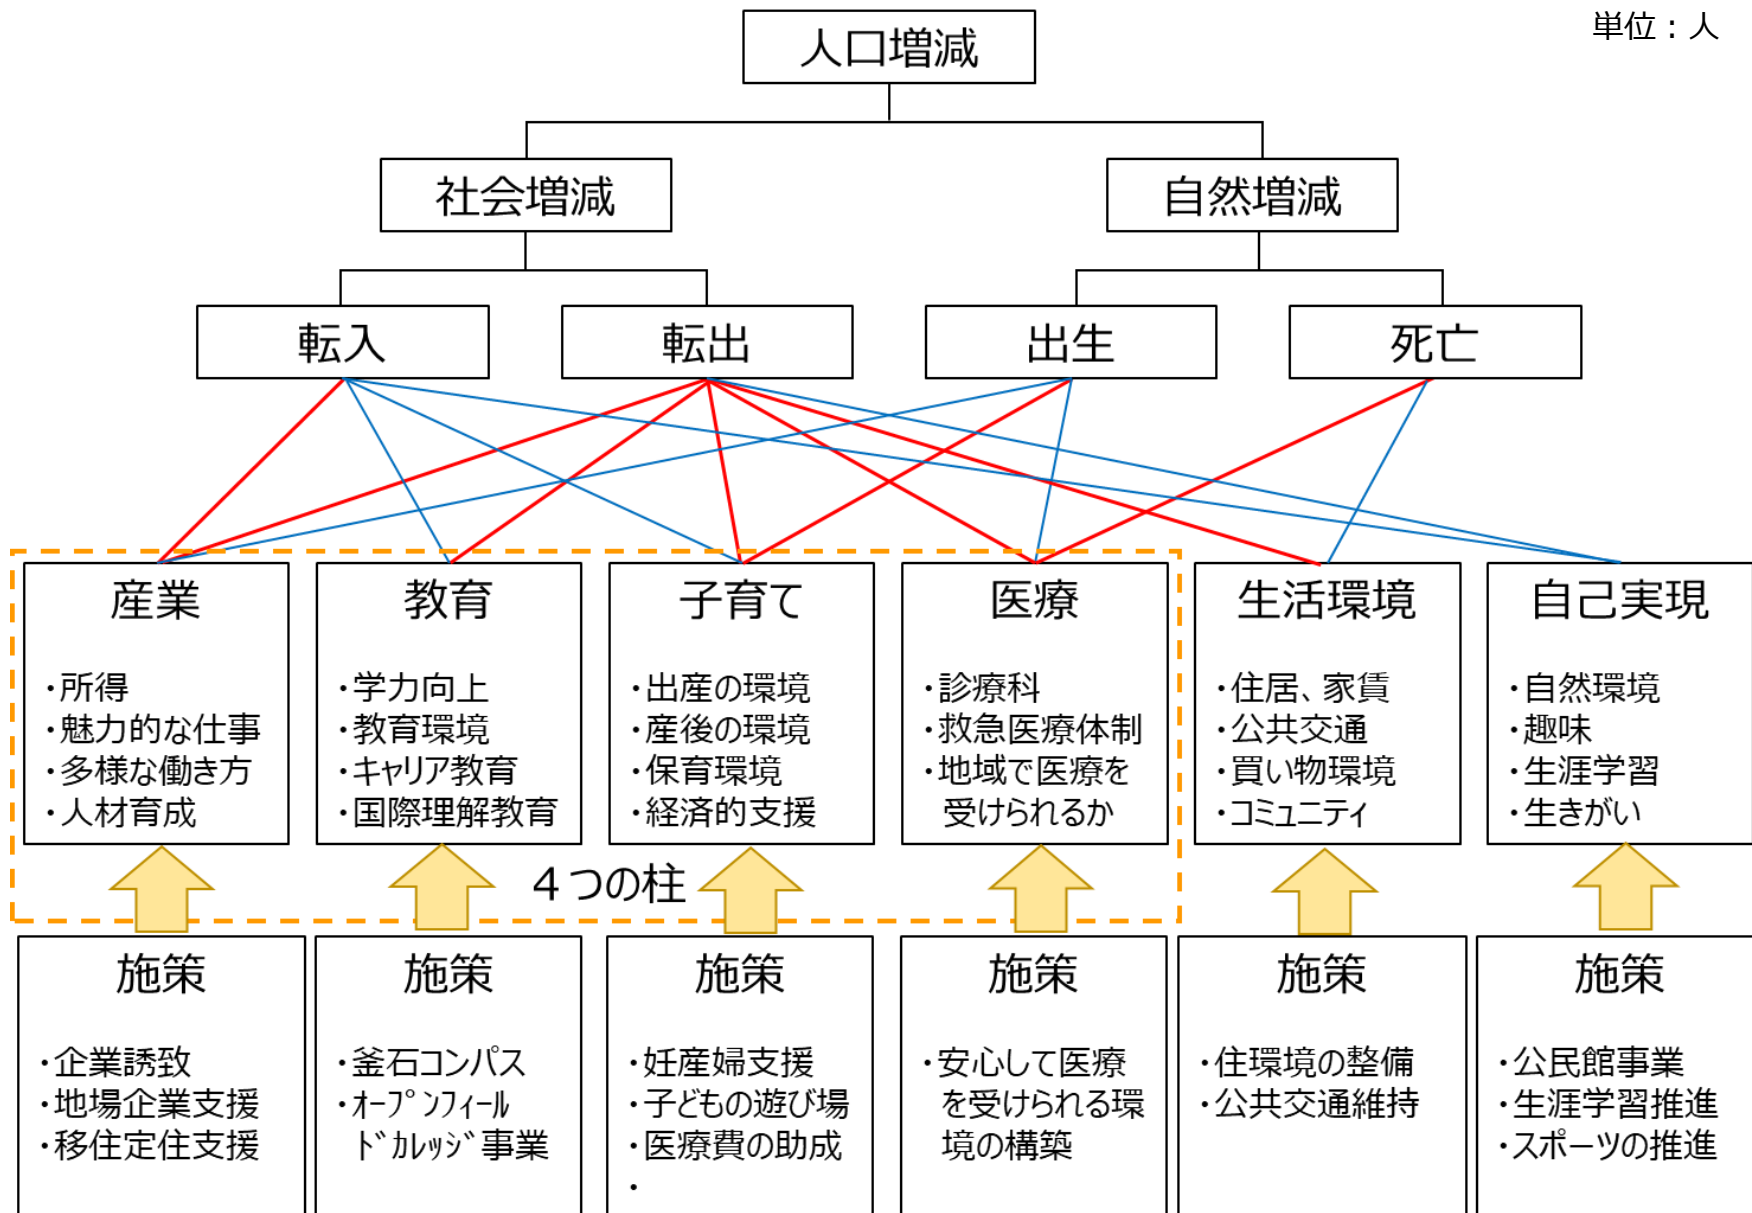 単位：人
人口増減
社会増減
自然増減
転入
転出
出生
死亡
産業
・所得
・魅力的な仕事
・多様な働き方
・人材育成
教育
・学力向上
・教育環境
・キャリア教育
・国際理解教育
子育て
・出産の環境
・産後の環境
・保育環境
・経済的支援
医療
・診療科
・救急医療体制
・地域で医療を
受けられるか
生活環境
・住居、家賃
・公共交通
・買い物環境
・コミュニティ
自己実現
・自然環境
・趣味
・生涯学習
・生きがい
４つの柱
施策
・企業誘致
・地場企業支援
・移住定住支援
施策
・釜石コンパス
・ｵｰﾌﾟﾝﾌィｰﾙ
ﾄﾞｶﾚッｼﾞ事業
施策
・妊産婦支援
・子どもの遊び場
・医療費の助成
・
施策
・安心して医療
を受けられる環
境の構築
施策
・住環境の整備
・公共交通維持
施策
・公民館事業
・生涯学習推進
・スポーツの推進